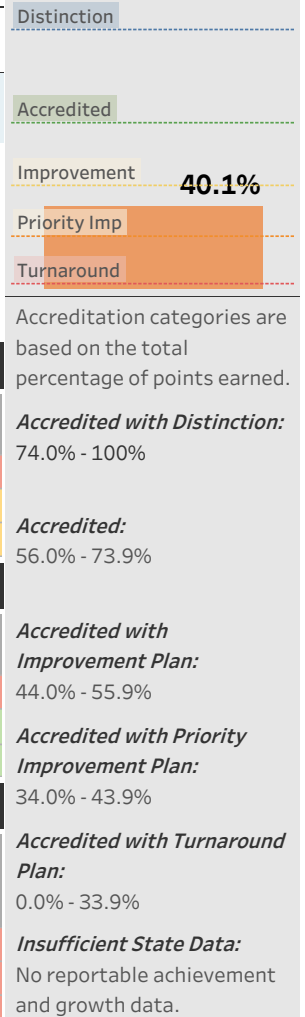 Distinction
Accredited
Improvement
40.1%
Priority Imp
Turnaround
Accreditation categories are
based on the total
percentage of points earned.
Accredited with Distinction:
74.0% - 100%
Accredited:
56.0% - 73.9%
Accredited with
Improvement Plan:
44.0% - 55.9%
Accredited with Priority
Improvement Plan:
34.0% - 43.9%
Accredited with Turnaround
Plan:
0.0% - 33.9%
Insufficient State Data:
No reportable achievement
and growth data.